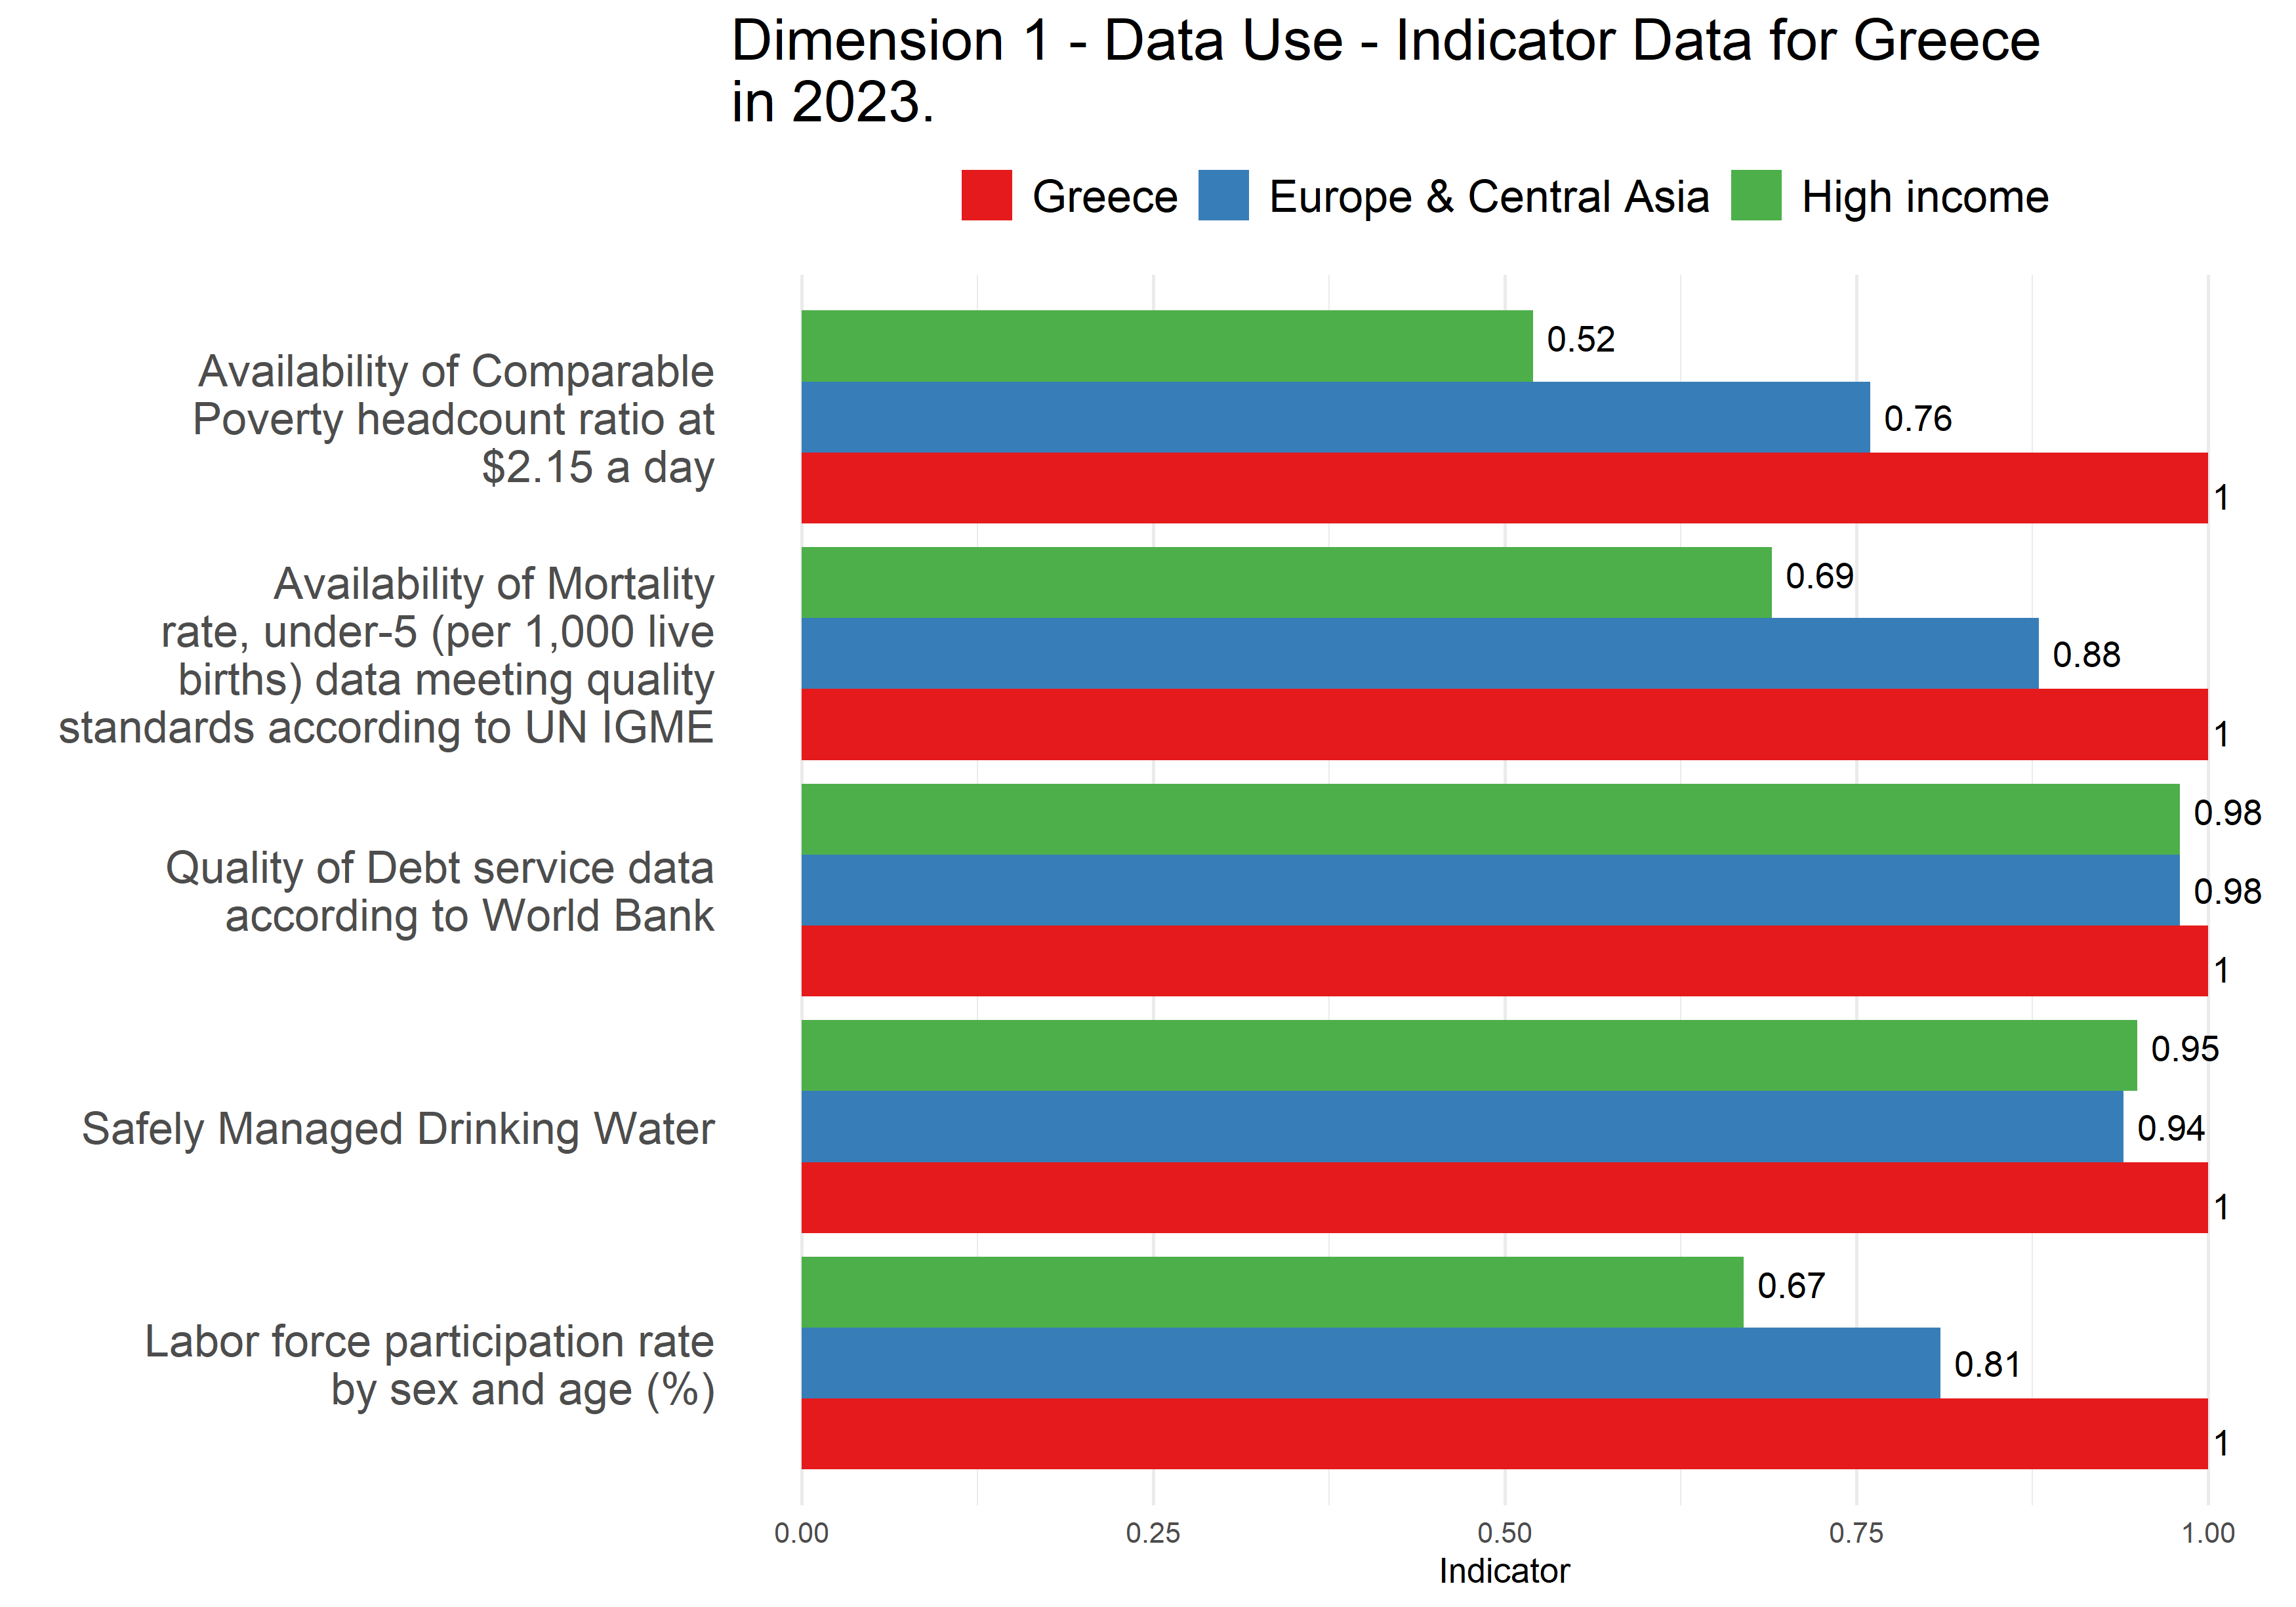 Dimension 1 - Data Use - Indicator Data for Greece
in 2023.
Greece Europe & Central Asia High income
Availability of Comparable
Poverty headcount ratio at
$2.15 a day
0.52
0.76
1
Availability of Mortality
rate, under-5 (per 1,000 live
births) data meeting quality
standards according to UN IGME
0.69
0.88
1
Quality of Debt service data
according to World Bank
0.98
0.98
1
Safely Managed Drinking Water
0.95
0.94
1
Labor force participation rate
by sex and age (%)
0.67
0.81
1
0.00 0.25 0.50 0.75 1.00
Indicator